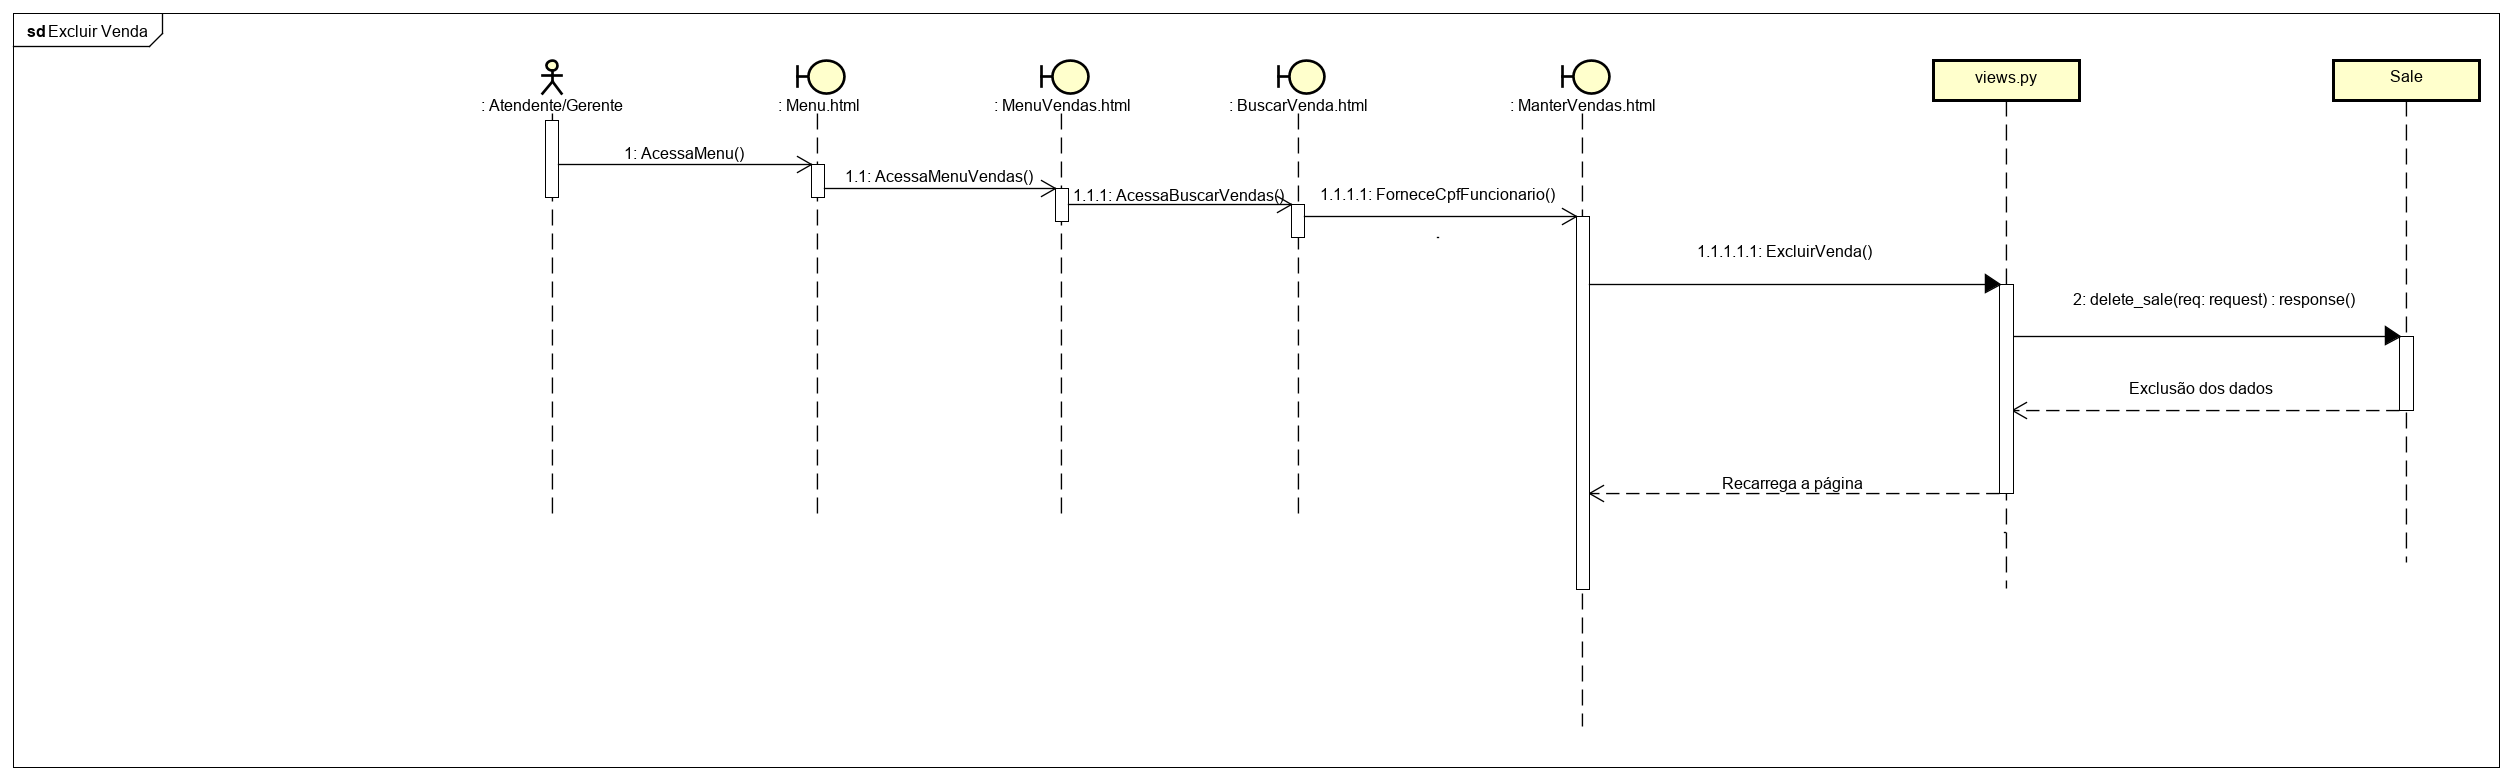 sd Excluir Venda
: Atendente/Gerente
: Menu.html
: MenuVendas.html
: BuscarVenda.html
: ManterVendas.html
views.py
Sale
1: AcessaMenu()
1.1: AcessaMenuVendas()
1.1.1: AcessaBuscarVendas()
1.1.1.1: ForneceCpfFuncionario()
1.1.1.1.1: ExcluirVenda()
2: delete_sale(req: request) : response()
Exclusão dos dados
Recarrega a página